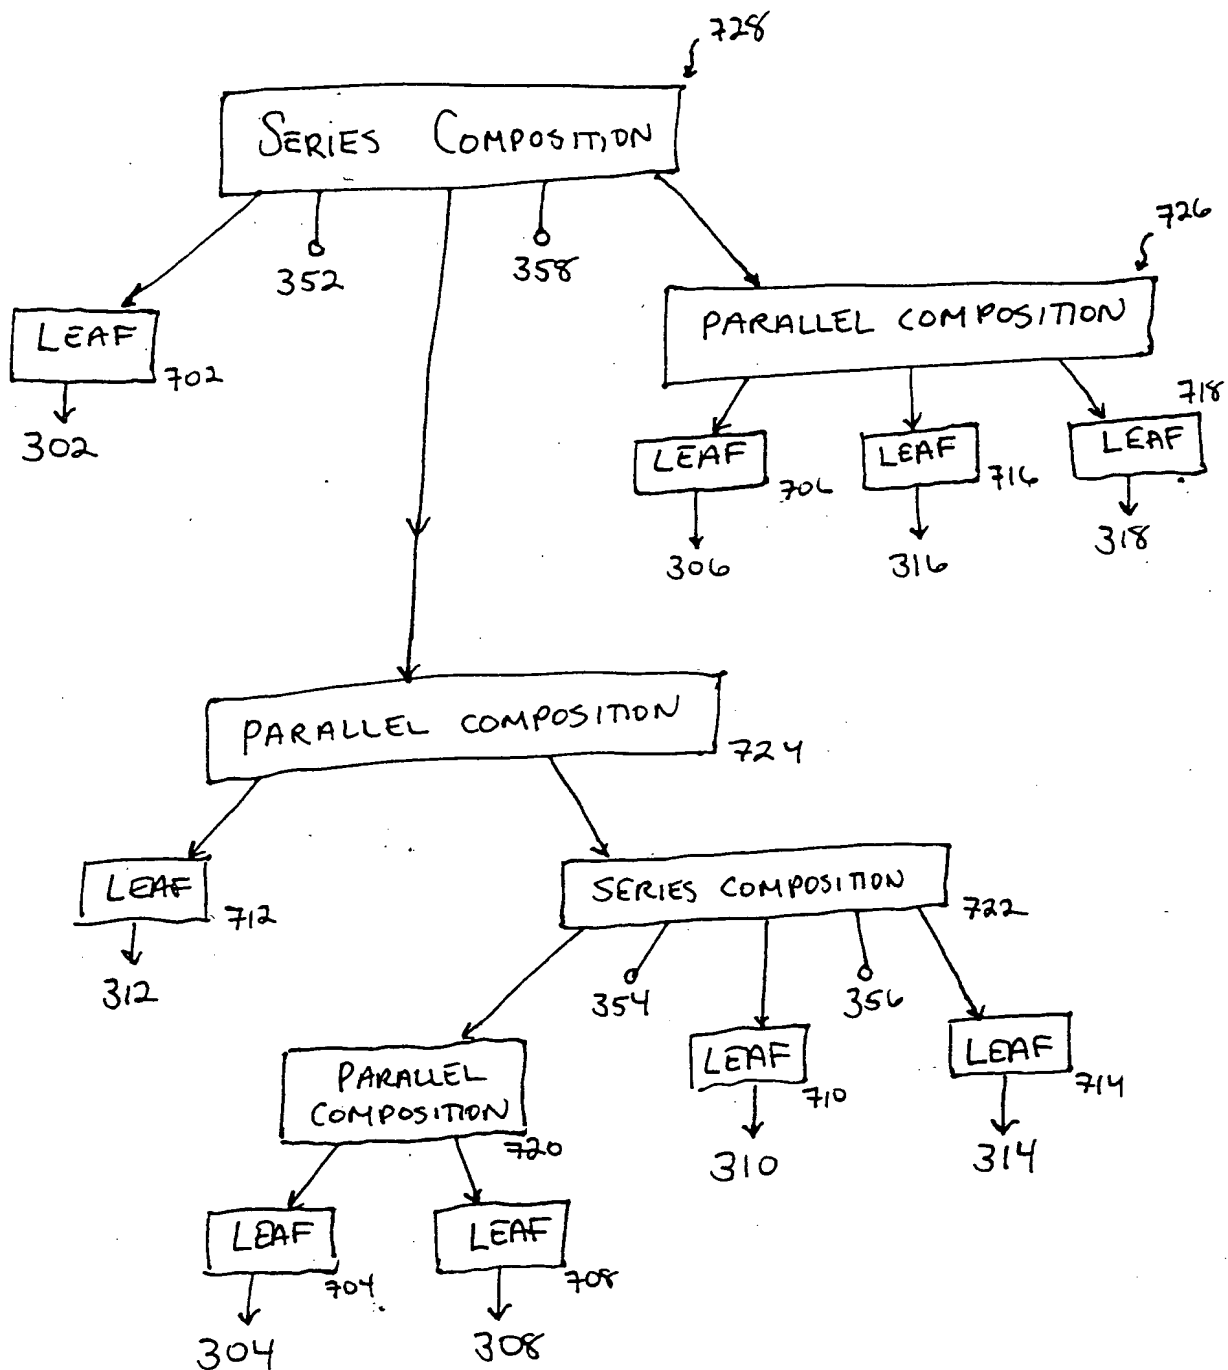 728
SERIES COMPOSITION
726
352
358
PARALLEL COMPOSITION
LEAF
702
302
718
LEAF
706
LEAF
716
LEAF
306
316
318
PARALLEL COMPOSITION
724
LEAF
712
312
SERIES COMPOSITION
722
354
356
PARALLEL
COMPOSITION
720
LEAF
710
310
LEAF
714
314
LEAF
704
304
LEAF
708
308